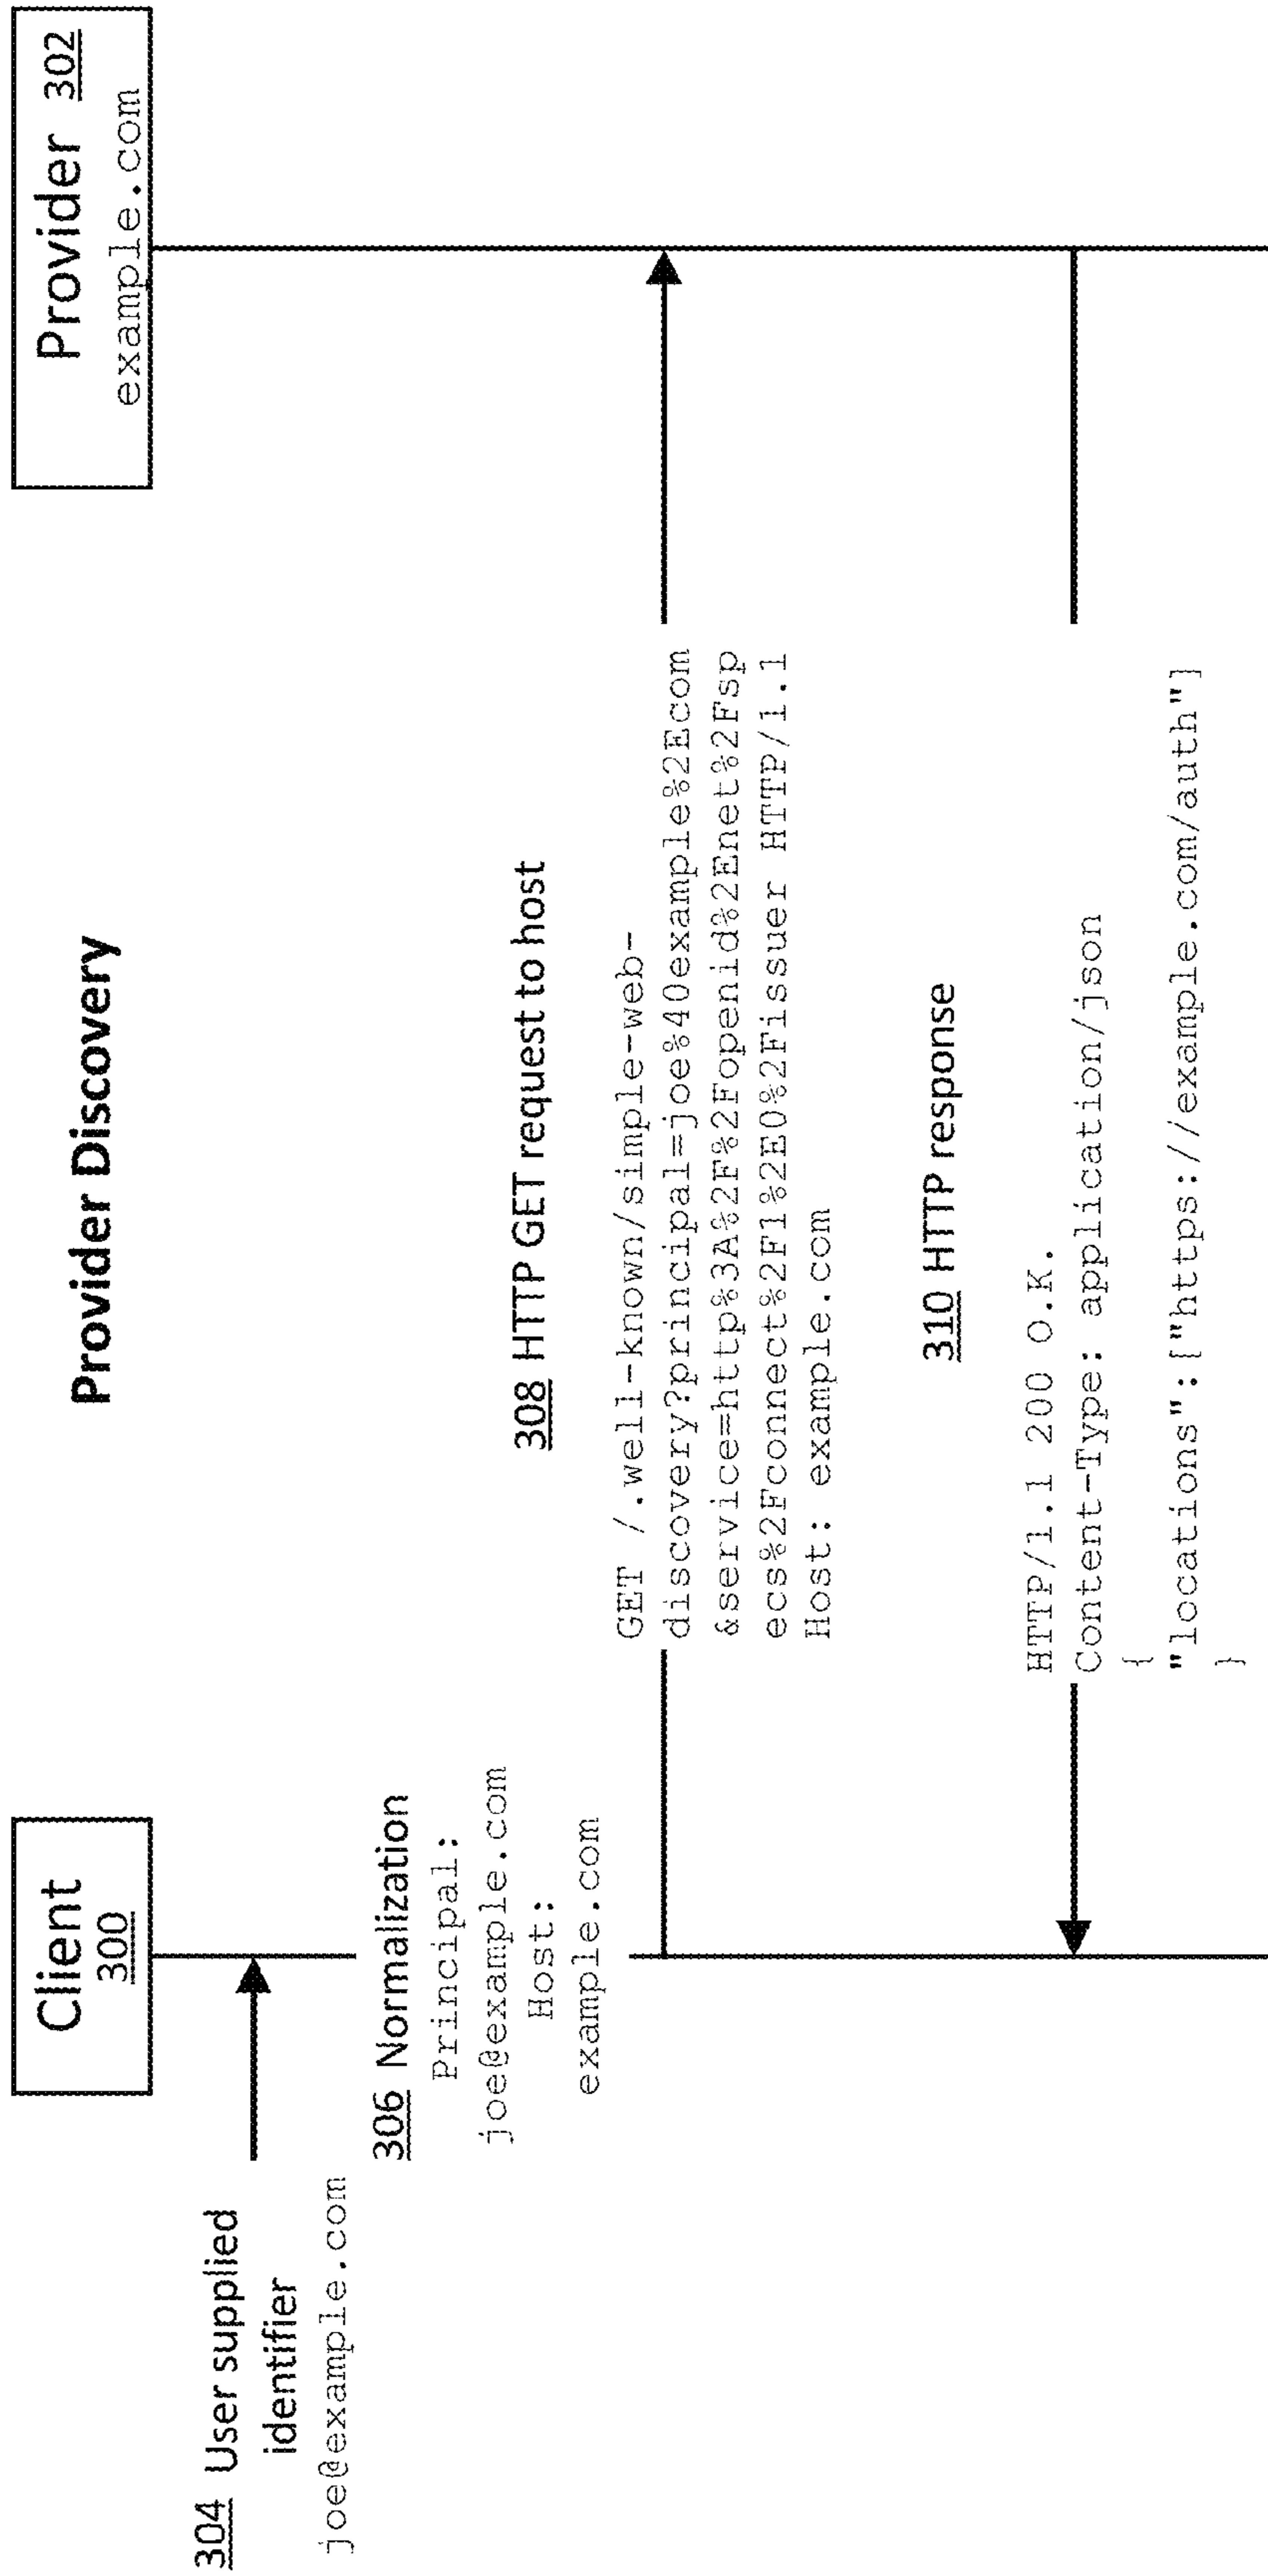 Provider Discovery
Client
300
Provider 302
example.com
304 User supplied
identifier
joe@example.com
306 Normalization
Principal:
joe@example.com
Host:
example.com
308 HTTP GET request to host
GET /.well-known/simple-web-
discovery?principal=joe%40example%2Ecom
&service=http%3A%2F%2Fopenid%2Enet%2Fsp
ecs%2Fconnect%2F1%2E0%2Fissuer HTTP/1.1
Host: example.com
310 HTTP response
HTTP/1.1 200 O.K.
Content-Type: application/json
{
"locations":["https://example.com/auth"]
}